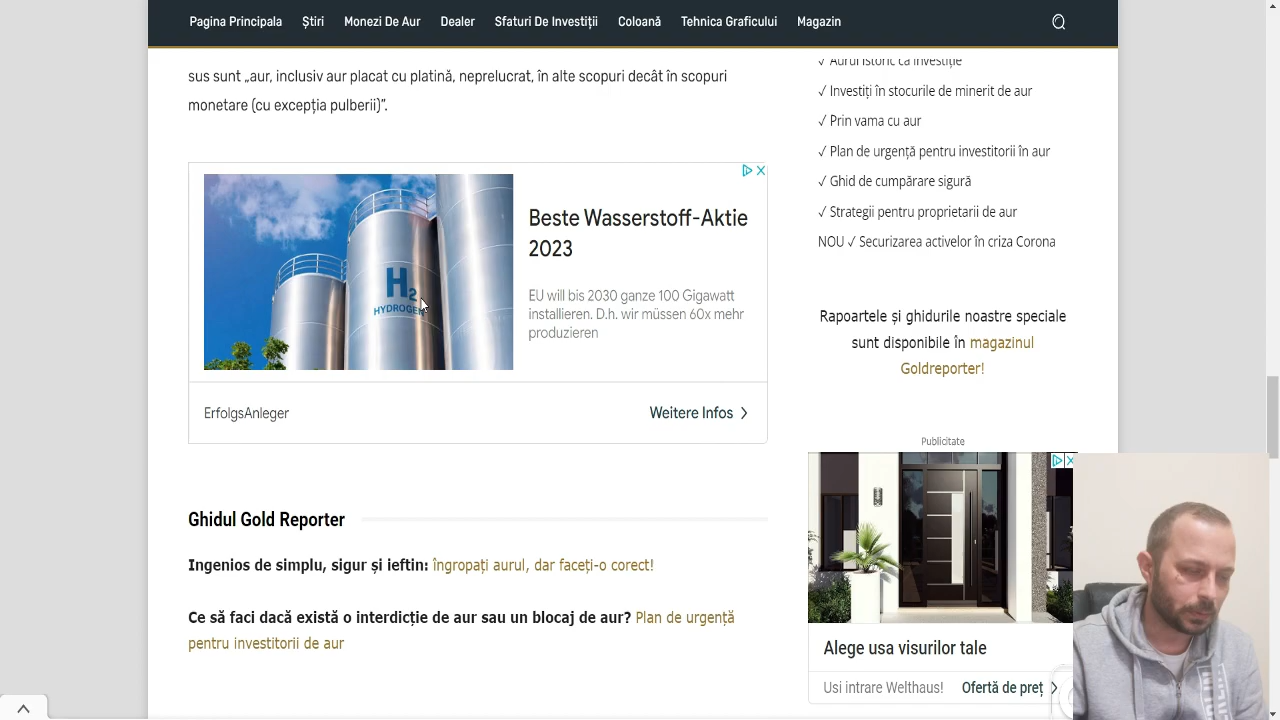 Pagina Principala Știri Monezi De Aur Dealer Sfaturi De Investiții Coloană Tehnica Graficului Magazin
sus sunt „aur, inclusiv aur placat cu platină, neprelucrat, în alte scopuri decât în scopuri
monetare (cu excepția pulberii)”.
Beste Wasserstoff-Aktie
2023
H2
HYDROGEN
EU will bis 2030 ganze 100 Gigawatt
installieren. D.h. wir müssen 60x mehr
produzieren
ErfolgsAnleger
Weitere Infos
Ghidul Gold Reporter
Ingenios de simplu, sigur și ieftin: îngropați aurul, dar faceți-o corect!
Ce să faci dacă există o interdicție de aur sau un blocaj de aur? Plan de urgență
pentru investitorii de aur
✓ Aurul istoric ca investiție
✓ Investiți în stocurile de minerit de aur
✓ Prin vama cu aur
✓ Plan de urgență pentru investitorii în aur
✓ Ghid de cumpărare sigură
✓ Strategii pentru proprietarii de aur
NOU ✓ Securizarea activelor în criza Corona
Rapoartele și ghidurile noastre speciale
sunt disponibile în magazinul
Goldreporter!
Publicitate
Alege usa visurilor tale
Usi intrare Welthaus! Ofertă de preț